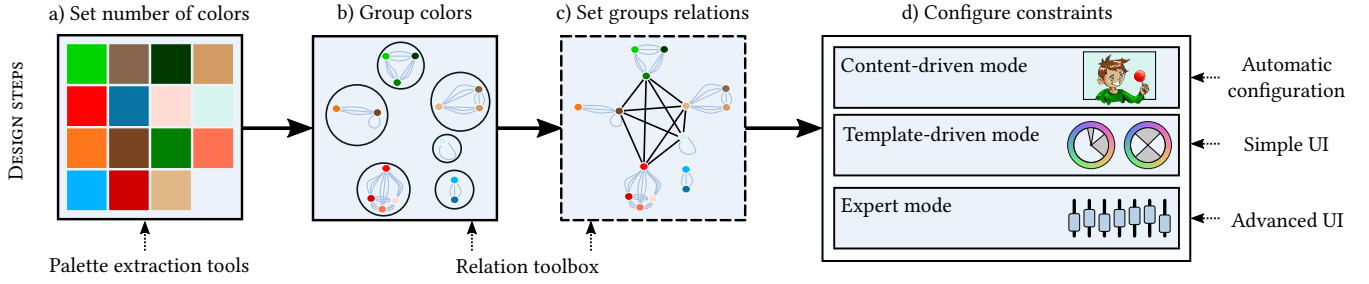 a) Set number of colors
b) Group colors
c) Set groups relations
d) Configure constraints
DESIGN STEPS
Content-driven mode
Automatic
configuration
Template-driven mode
Simple UI
Expert mode
Advanced UI
Palette extraction tools
Relation toolbox